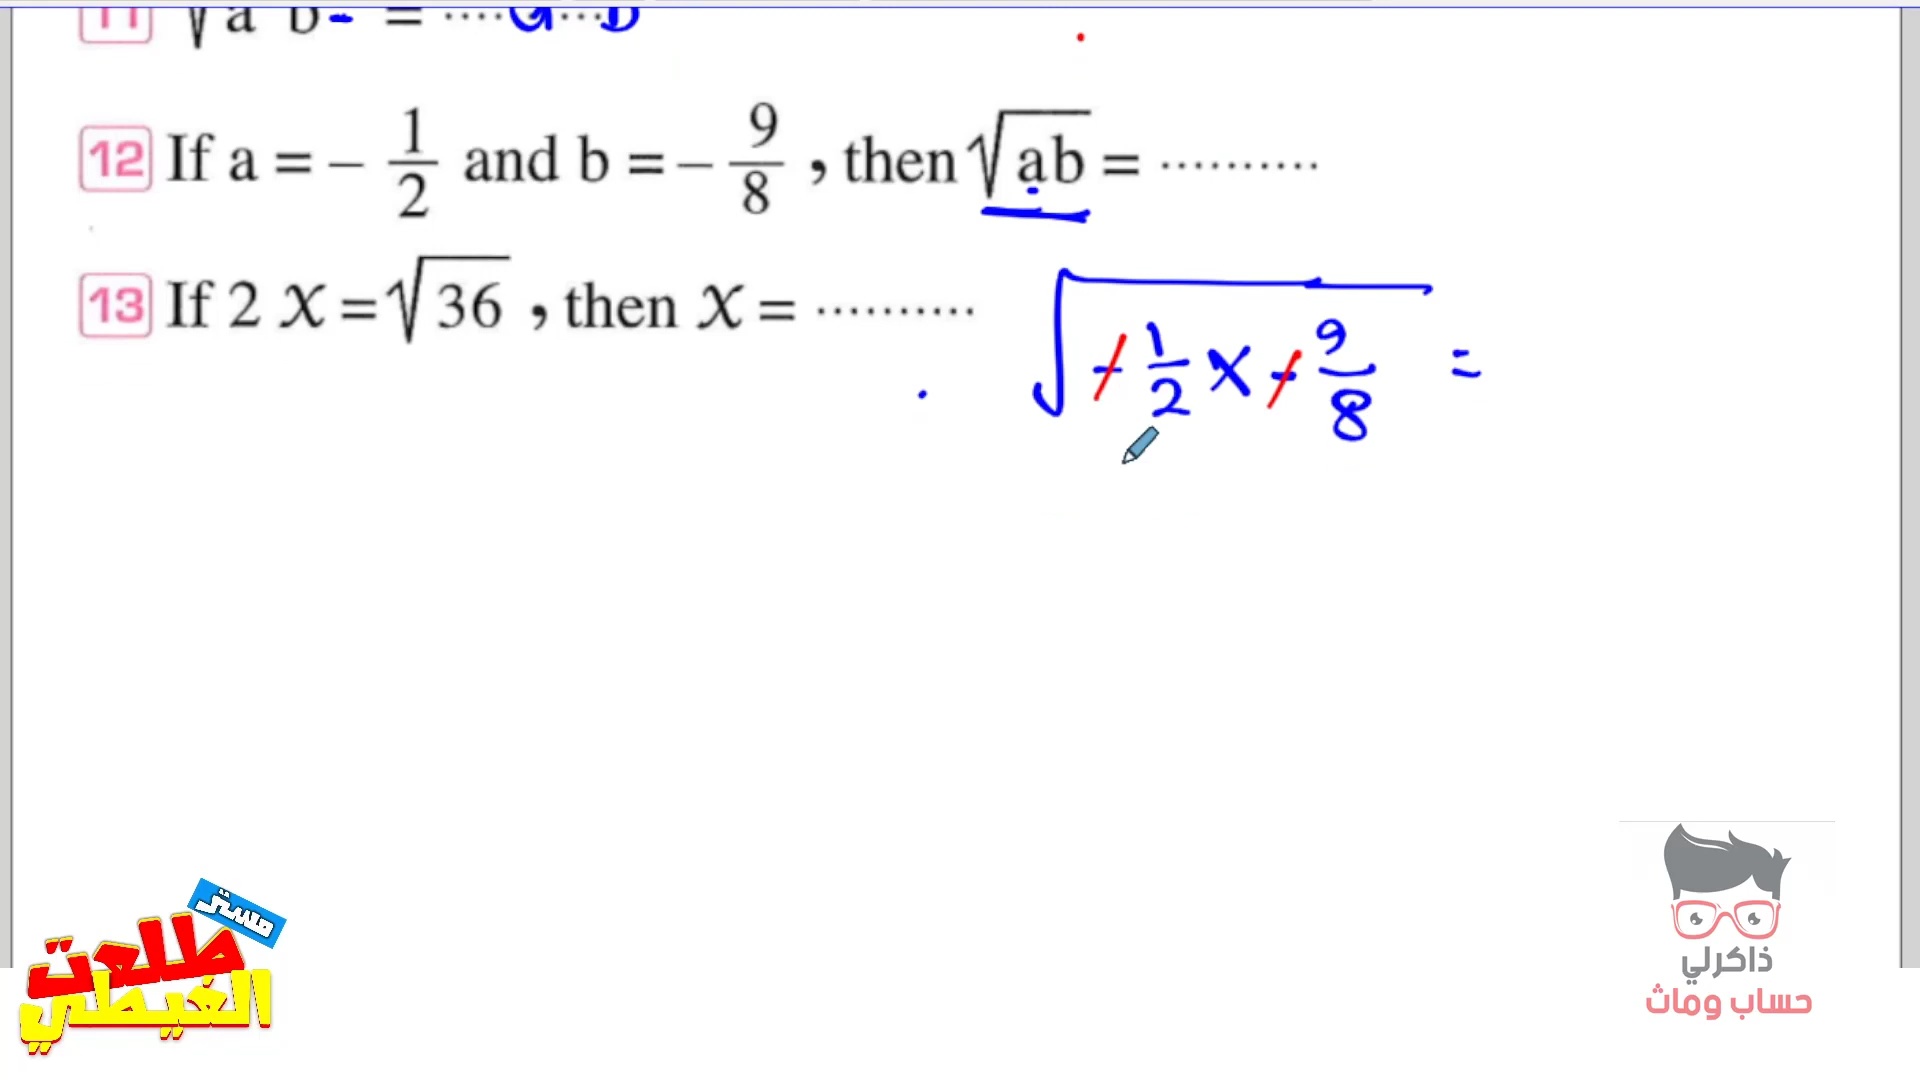 11 √a b - = ....a...b
12 If a = - 1/2 and b = - 9/8 , then √ab = ..........
13 If 2 X = √36 , then X = ..........
√(- 1/2 x - 9/8) =
مستر
طلعت
الغيطي
ذاكرلي
حساب وماث